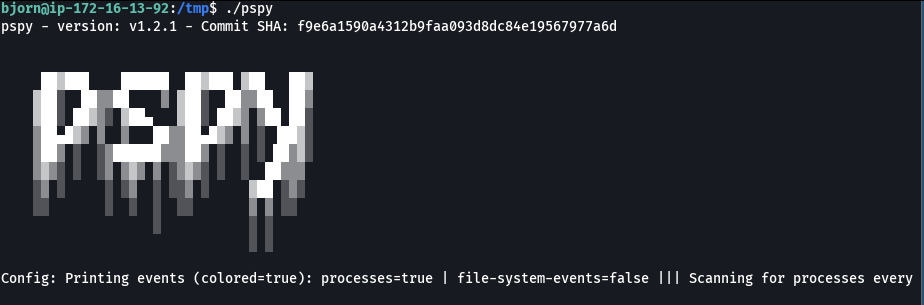 bjorn@ip-172-16-13-92:/tmp$ ./pspy
pspy - version: v1.2.1 - Commit SHA: f9e6a1590a4312b9faa093d8dc84e19567977a6d
pspy
Config: Printing events (colored=true): processes=true | file-system-events=false ||| Scanning for processes every